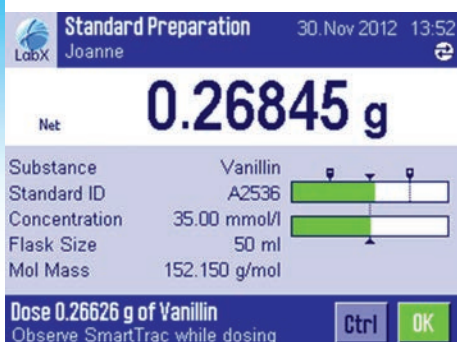 Standard Preparation 30.Nov 2012 13:52
LabX Joanne
Net 0.26845 g
Substance Vanillin
Standard ID A2536
Concentration 35.00 mmol/l
Flask Size 50 ml
Mol Mass 152.150 g/mol
Dose 0.26626 g of Vanillin
Observe SmartTrac while dosing
Ctrl OK